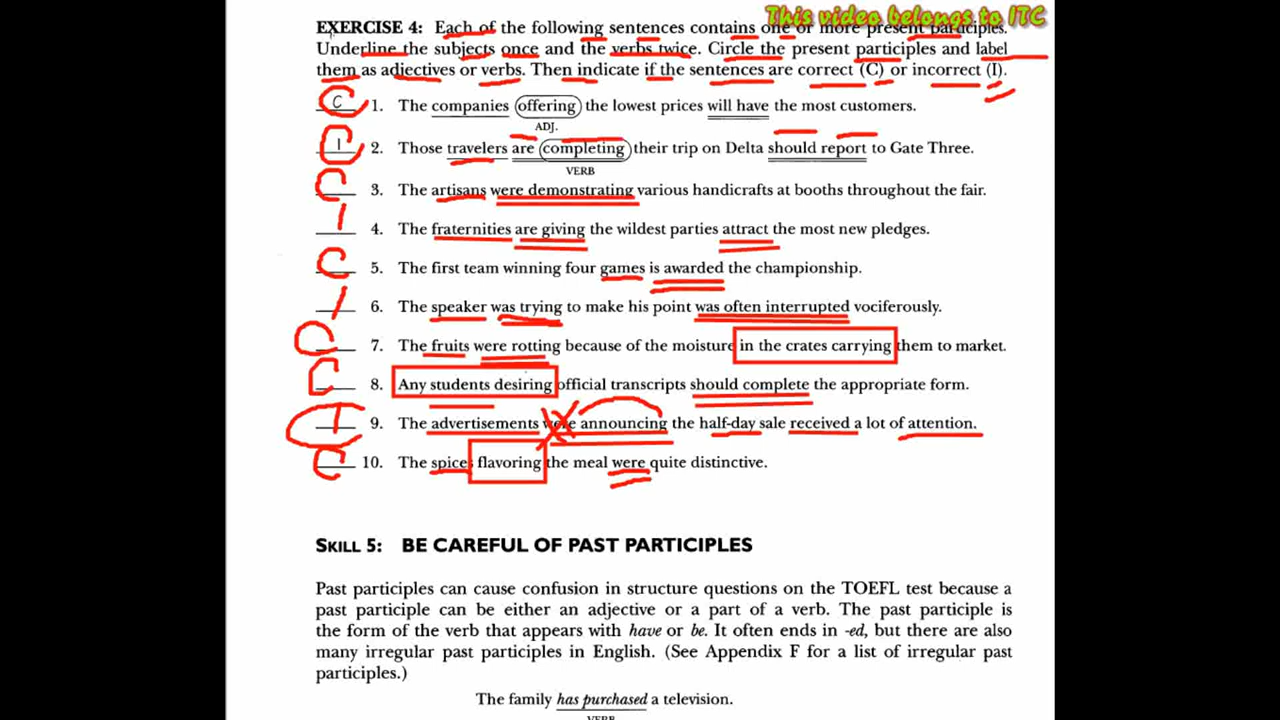 This video belongs to ITC
EXERCISE 4: Each of the following sentences contains one or more present participles.
Underline the subjects once and the verbs twice. Circle the present participles and label
them as adjectives or verbs. Then indicate if the sentences are correct (C) or incorrect (I).
C 1. The companies offering the lowest prices will have the most customers.
ADJ.
I 2. Those travelers are completing their trip on Delta should report to Gate Three.
VERB
C 3. The artisans were demonstrating various handicrafts at booths throughout the fair.
I 4. The fraternities are giving the wildest parties attract the most new pledges.
C 5. The first team winning four games is awarded the championship.
I 6. The speaker was trying to make his point was often interrupted vociferously.
C 7. The fruits were rotting because of the moisture in the crates carrying them to market.
C 8. Any students desiring official transcripts should complete the appropriate form.
I 9. The advertisements were announcing the half-day sale received a lot of attention.
C 10. The spices flavoring the meal were quite distinctive.
SKILL 5: BE CAREFUL OF PAST PARTICIPLES
Past participles can cause confusion in structure questions on the TOEFL test because a
past participle can be either an adjective or a part of a verb. The past participle is
the form of the verb that appears with have or be. It often ends in -ed, but there are also
many irregular past participles in English. (See Appendix F for a list of irregular past
participles.)
The family has purchased a television.
VERB